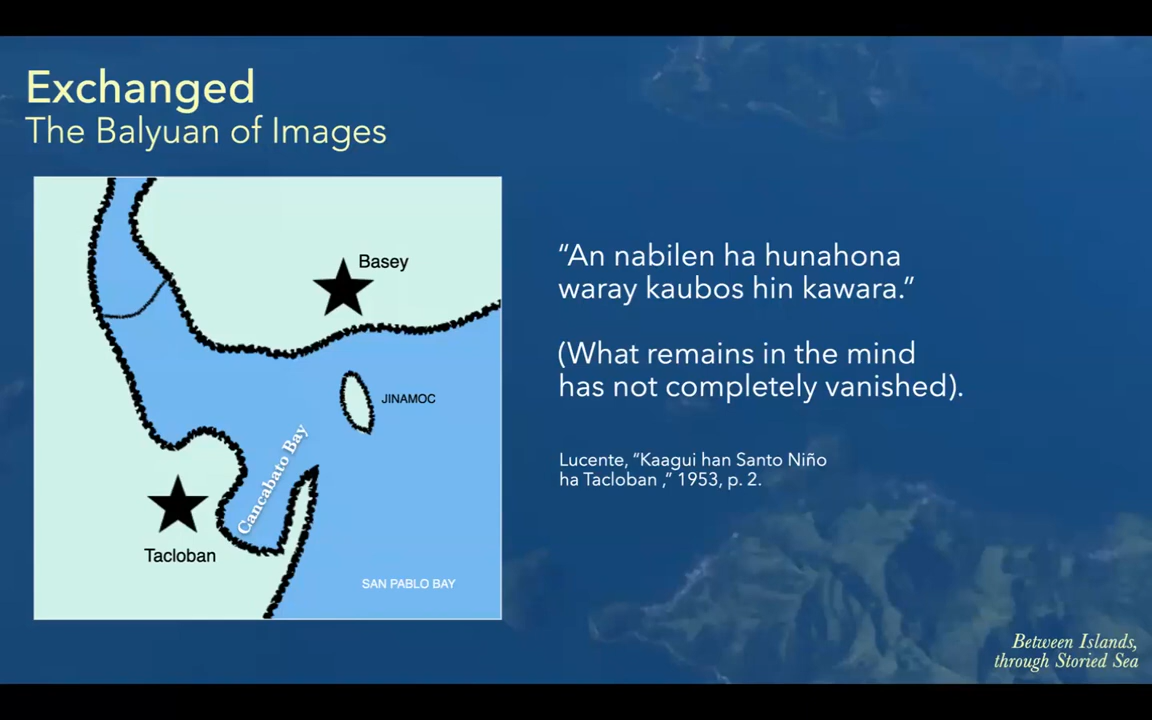 Exchanged
The Balyuan of Images
Basey
JINAMOC
Cancabato Bay
Tacloban
SAN PABLO BAY
“An nabilen ha hunahona
waray kaubos hin kawara.”
(What remains in the mind
has not completely vanished).
Lucente, “Kaagui han Santo Niño
ha Tacloban ,” 1953, p. 2.
Between Islands,
through Storied Sea